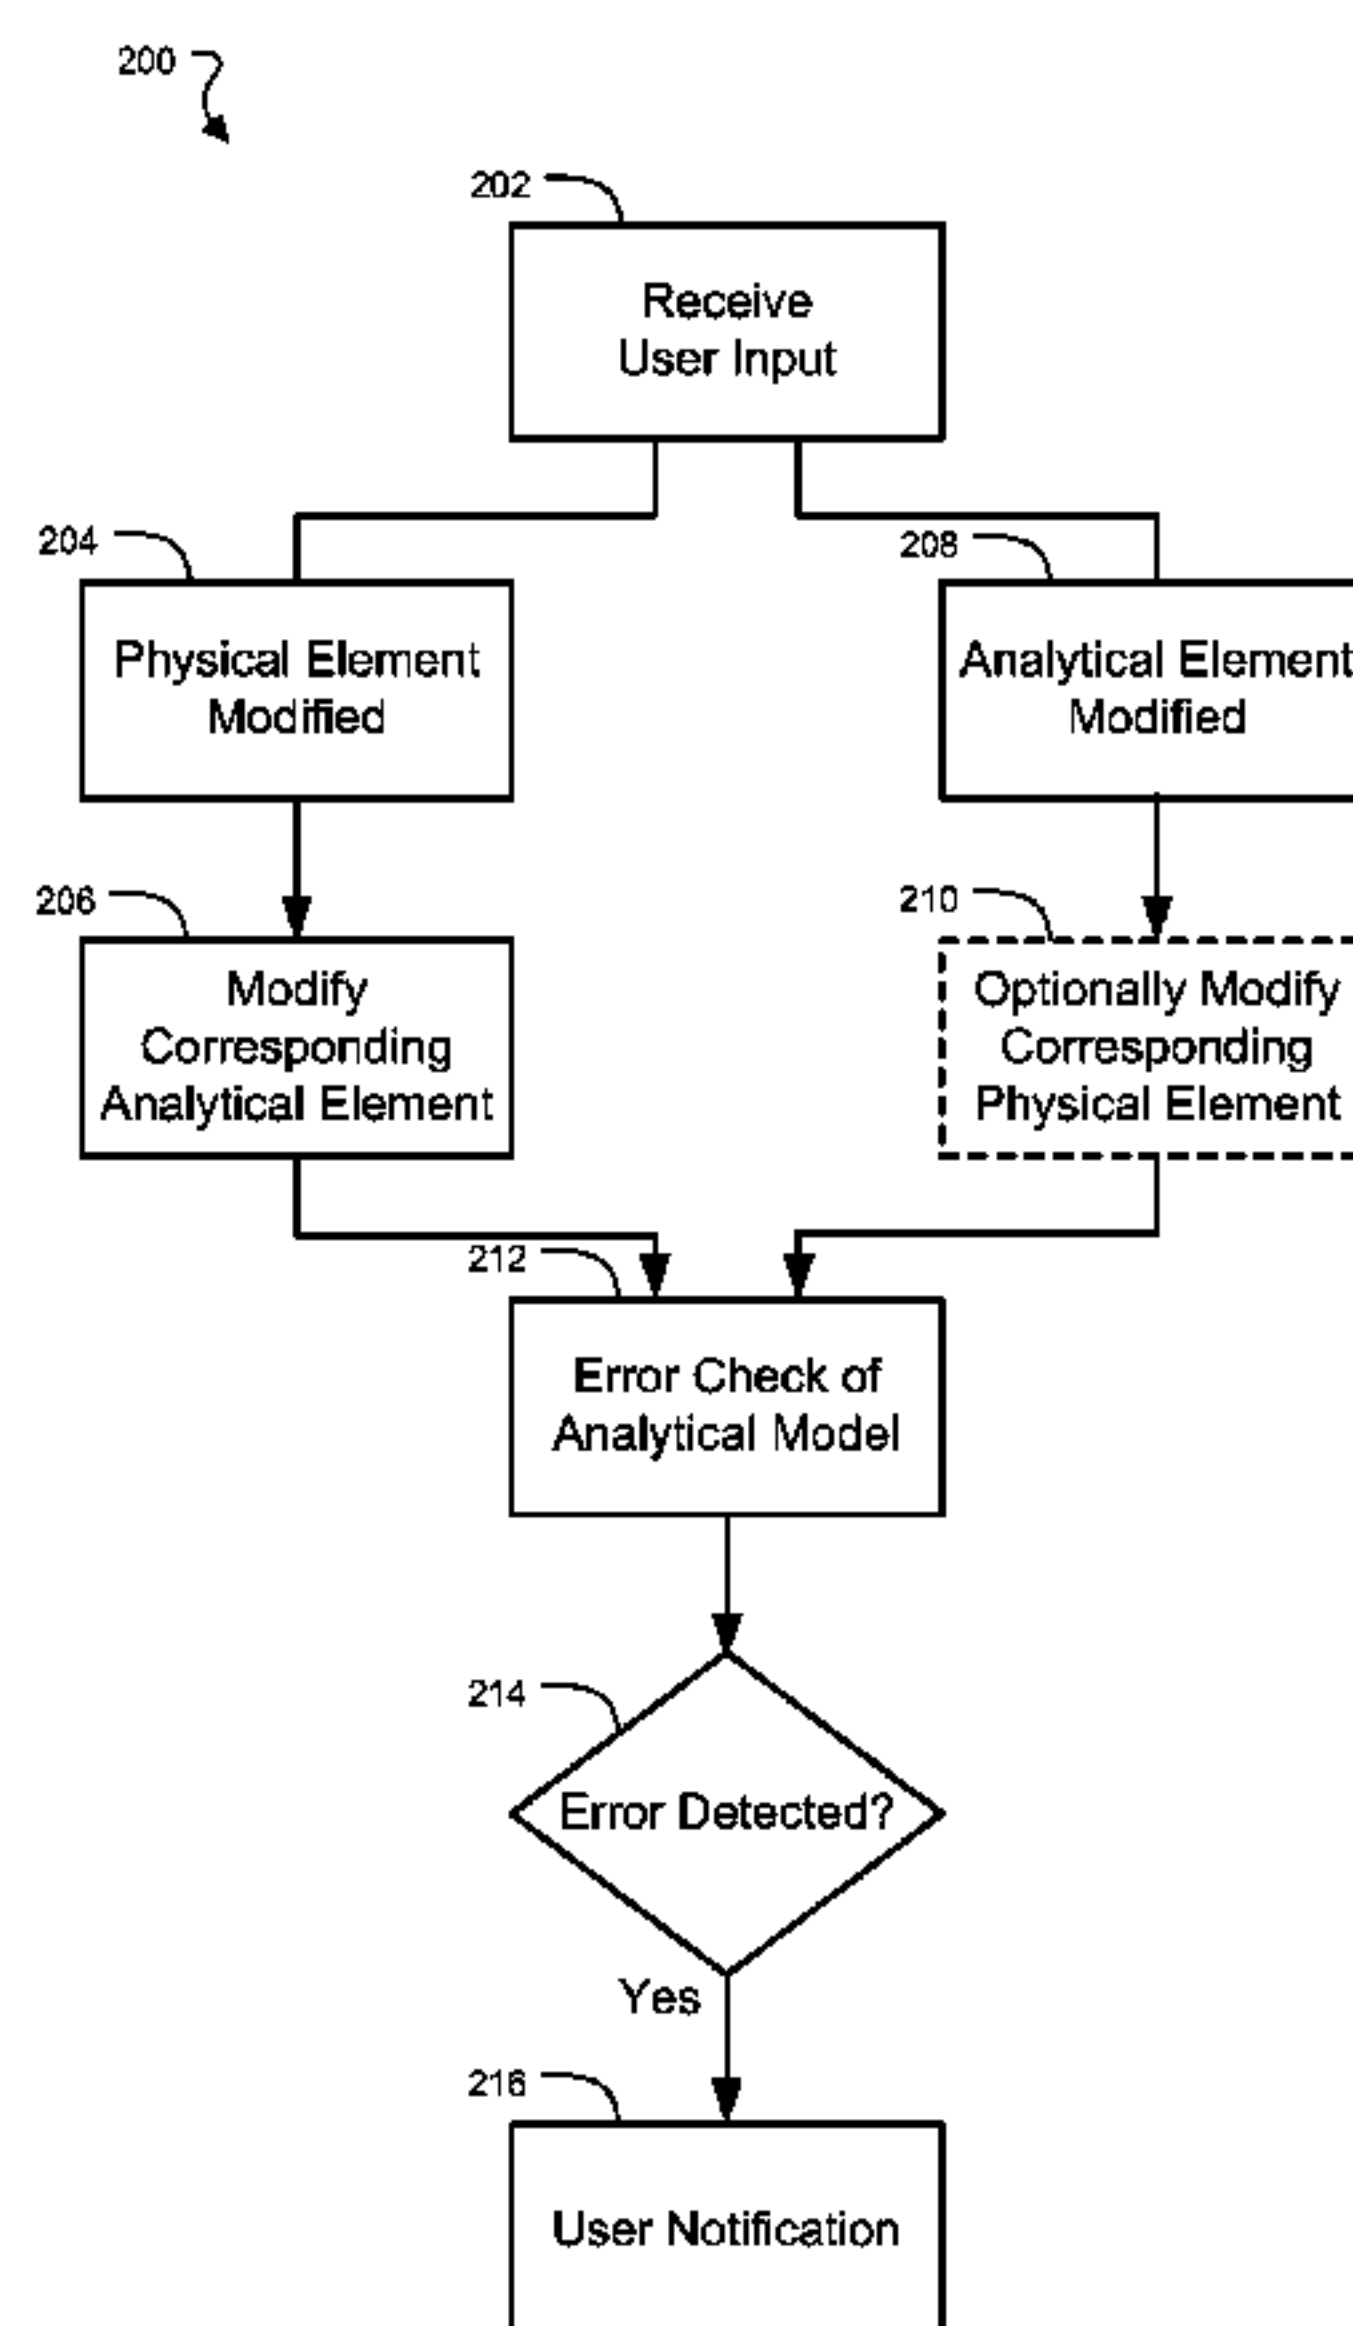 200
202
Receive
User Input
204
Physical Element
Modified
208
Analytical Element
Modified
206
Modify
Corresponding
Analytical Element
210
Optionally Modify
Corresponding
Physical Element
212
Error Check of
Analytical Model
214
Error Detected?
Yes
216
User Notification